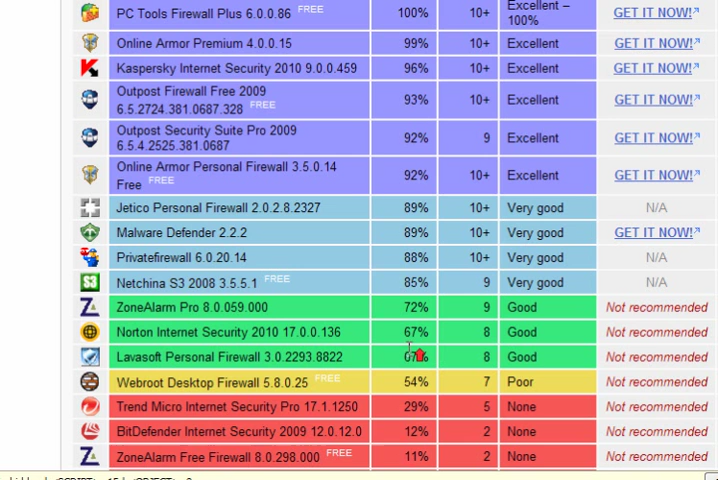 PC Tools Firewall Plus 6.0.0.86 FREE 100% 10+ Excellent – 100% GET IT NOW!
Online Armor Premium 4.0.0.15 99% 10+ Excellent GET IT NOW!
Kaspersky Internet Security 2010 9.0.0.459 96% 10+ Excellent GET IT NOW!
Outpost Firewall Free 2009
6.5.2724.381.0687.328 FREE 93% 10+ Excellent GET IT NOW!
Outpost Security Suite Pro 2009
6.5.4.2525.381.0687 92% 9 Excellent GET IT NOW!
Online Armor Personal Firewall 3.5.0.14
Free FREE 92% 10+ Excellent GET IT NOW!
Jetico Personal Firewall 2.0.2.8.2327 89% 10+ Very good N/A
Malware Defender 2.2.2 89% 10+ Very good GET IT NOW!
Privatefirewall 6.0.20.14 88% 10+ Very good N/A
S3 Netchina S3 2008 3.5.5.1 FREE 85% 9 Very good N/A
ZoneAlarm Pro 8.0.059.000 72% 9 Good Not recommended
Norton Internet Security 2010 17.0.0.136 67% 8 Good Not recommended
Lavasoft Personal Firewall 3.0.2293.8822 8 Good Not recommended
Webroot Desktop Firewall 5.8.0.25 FREE 54% 7 Poor Not recommended
Trend Micro Internet Security Pro 17.1.1250 29% 5 None Not recommended
BitDefender Internet Security 2009 12.0.12.0 12% 2 None Not recommended
ZoneAlarm Free Firewall 8.0.298.000 FREE 11% 2 None Not recommended